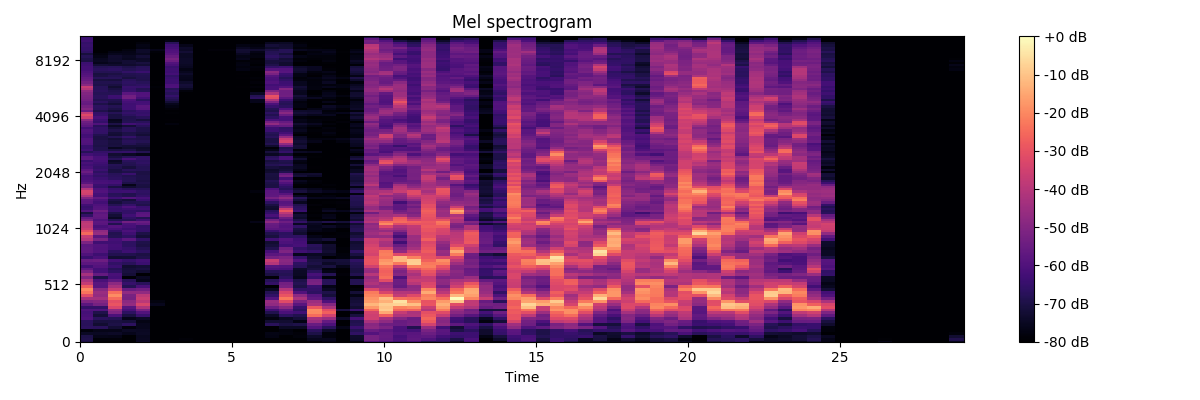 Mel spectrogram
8192
4096
2048
1024
512
0
Hz
0 5 10 15 20 25
Time
+0 dB
-10 dB
-20 dB
-30 dB
-40 dB
-50 dB
-60 dB
-70 dB
-80 dB